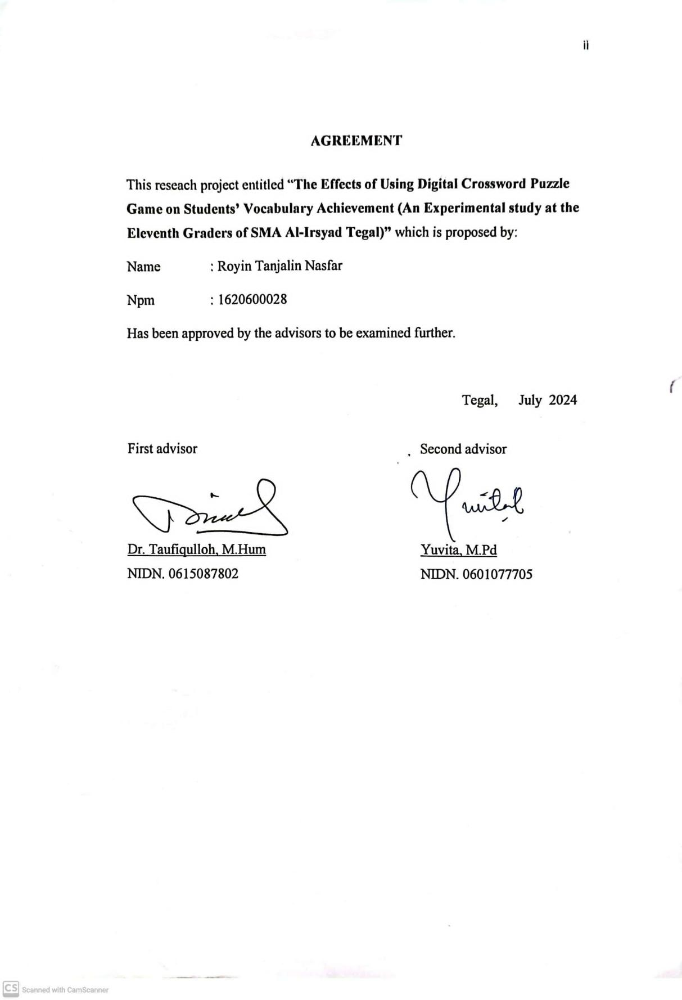 ii
AGREEMENT
This reseach project entitled “The Effects of Using Digital Crossword Puzzle
Game on Students’ Vocabulary Achievement (An Experimental study at the
Eleventh Graders of SMA Al-Irsyad Tegal)” which is proposed by:
Name : Royin Tanjalin Nasfar
Npm : 1620600028
Has been approved by the advisors to be examined further.
Tegal, July 2024
First advisor Second advisor
Dr. Taufiqulloh, M.Hum Yuvita, M.Pd
NIDN. 0615087802 NIDN. 0601077705
CS Scanned with CamScanner